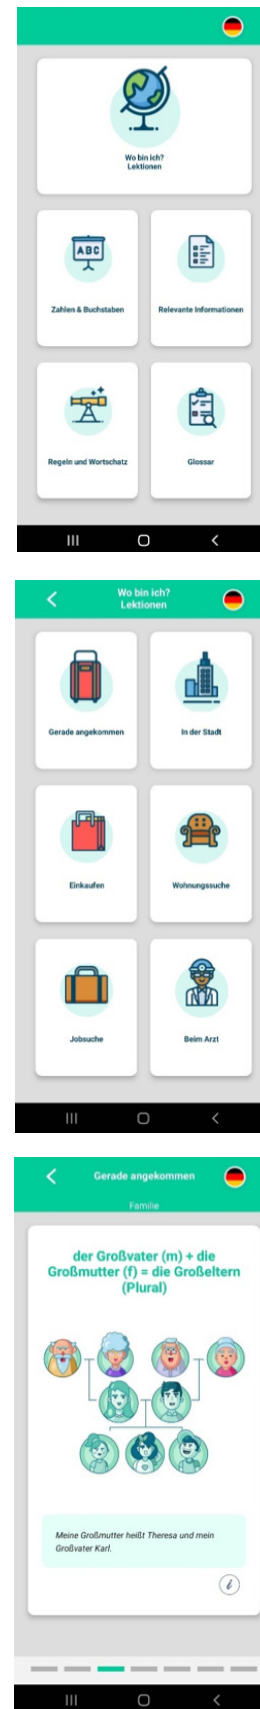 Wo bin ich?
Lektionen
ABC
Zahlen & Buchstaben
Relevante Informationen
Regeln und Wortschatz
Glossar
Wo bin ich?
Lektionen
Gerade angekommen
In der Stadt
Einkaufen
Wohnungssuche
Jobsuche
Beim Arzt
Gerade angekommen
Familie
der Großvater (m) + die
Großmutter (f) = die Großeltern
(Plural)
Meine Großmutter heißt Theresa und mein
Großvater Karl.
i